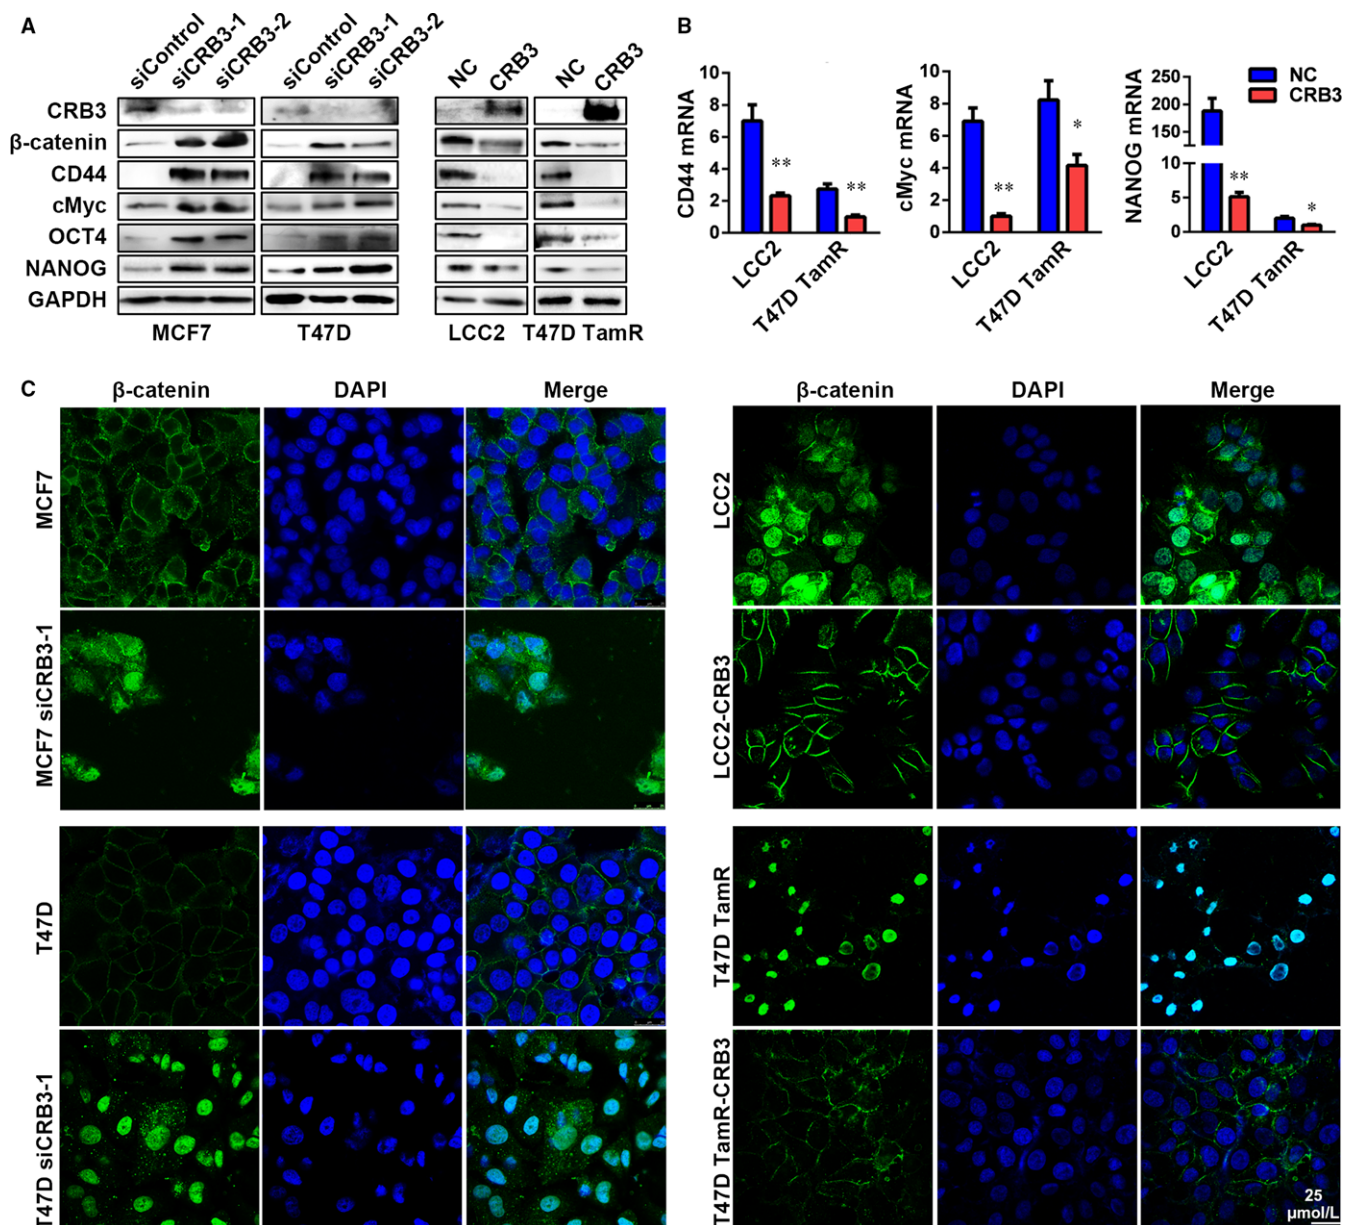 A
siControl
siCRB3-1
siCRB3-2
siControl
siCRB3-1
siCRB3-2
NC
CRB3
NC
CRB3
CRB3
β-catenin
CD44
cMyc
OCT4
NANOG
GAPDH
MCF7
T47D
LCC2
T47D TamR
B
CD44 mRNA
10
8
6
4
2
0
**
**
LCC2
T47D TamR
cMyc mRNA
10
8
6
4
2
0
**
*
LCC2
T47D TamR
NANOG mRNA
250
200
150
10
5
0
**
*
LCC2
T47D TamR
NC
CRB3
C
β-catenin
DAPI
Merge
β-catenin
DAPI
Merge
MCF7
MCF7 siCRB3-1
T47D
T47D siCRB3-1
LCC2
LCC2-CRB3
T47D TamR
T47D TamR-CRB3
25
µmol/L